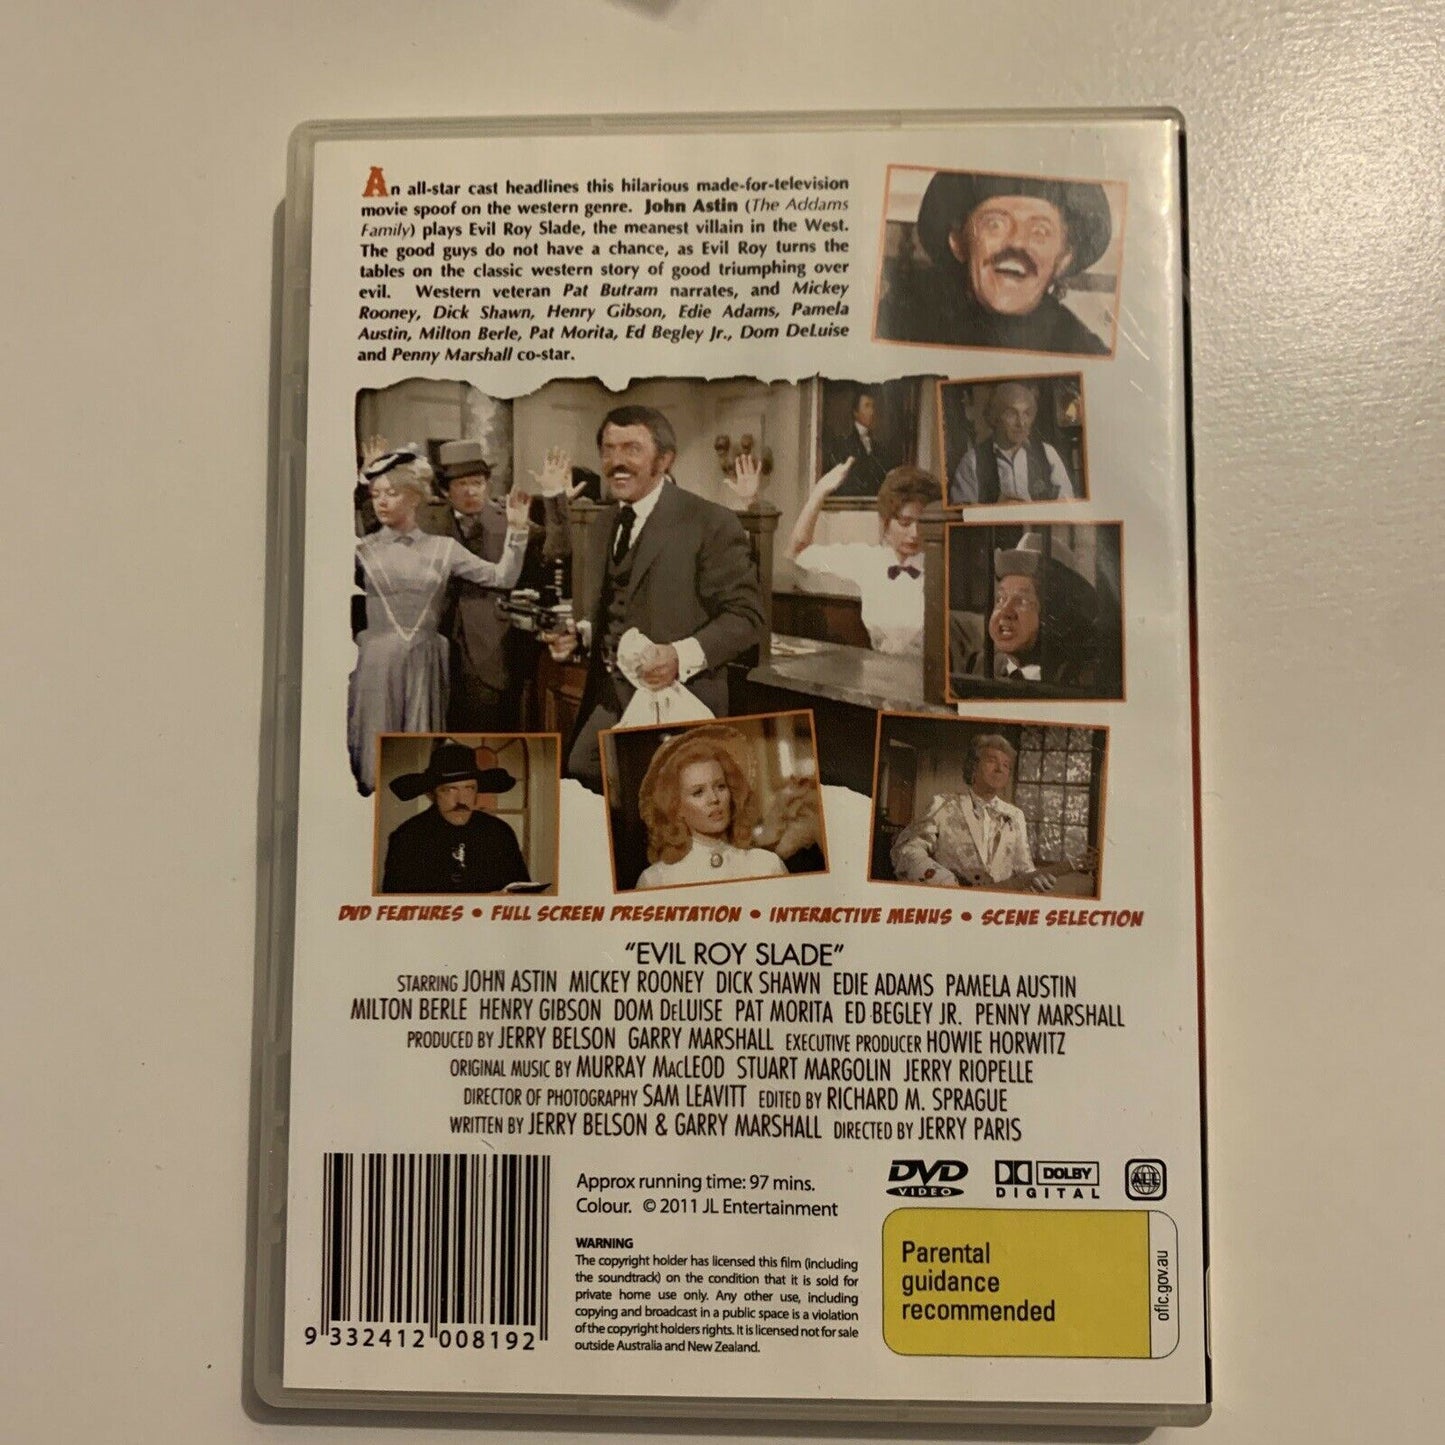 An all-star cast headlines this hilarious made-for-television
movie spoof on the western genre. John Astin (The Addams
Family) plays Evil Roy Slade, the meanest villain in the West.
The good guys do not have a chance, as Evil Roy turns the
tables on the classic western story of good triumphing over
evil. Western veteran Pat Butram narrates, and Mickey
Rooney, Dick Shawn, Henry Gibson, Edie Adams, Pamela
Austin, Milton Berle, Pat Morita, Ed Begley Jr., Dom DeLuise
and Penny Marshall co-star.
DVD FEATURES • FULL SCREEN PRESENTATION • INTERACTIVE MENUS • SCENE SELECTION
"EVIL ROY SLADE"
STARRING JOHN ASTIN MICKEY ROONEY DICK SHAWN EDIE ADAMS PAMELA AUSTIN
MILTON BERLE HENRY GIBSON DOM DeLUISE PAT MORITA ED BEGLEY JR. PENNY MARSHALL
PRODUCED BY JERRY BELSON GARRY MARSHALL EXECUTIVE PRODUCER HOWIE HORWITZ
ORIGINAL MUSIC BY MURRAY MacLEOD STUART MARGOLIN JERRY RIOPELLE
DIRECTOR OF PHOTOGRAPHY SAM LEAVITT EDITED BY RICHARD M. SPRAGUE
WRITTEN BY JERRY BELSON & GARRY MARSHALL DIRECTED BY JERRY PARIS
9 332412 008192
Approx running time: 97 mins.
Colour. © 2011 JL Entertainment
WARNING
The copyright holder has licensed this film (including
the soundtrack) on the condition that it is sold for
private home use only. Any other use, including
copying and broadcast in a public space is a violation
of the copyright holders rights. It is licensed not for sale
outside Australia and New Zealand.
DVD
VIDEO
DOLBY
DIGITAL
ALL
Parental
guidance
recommended
oflc.gov.au